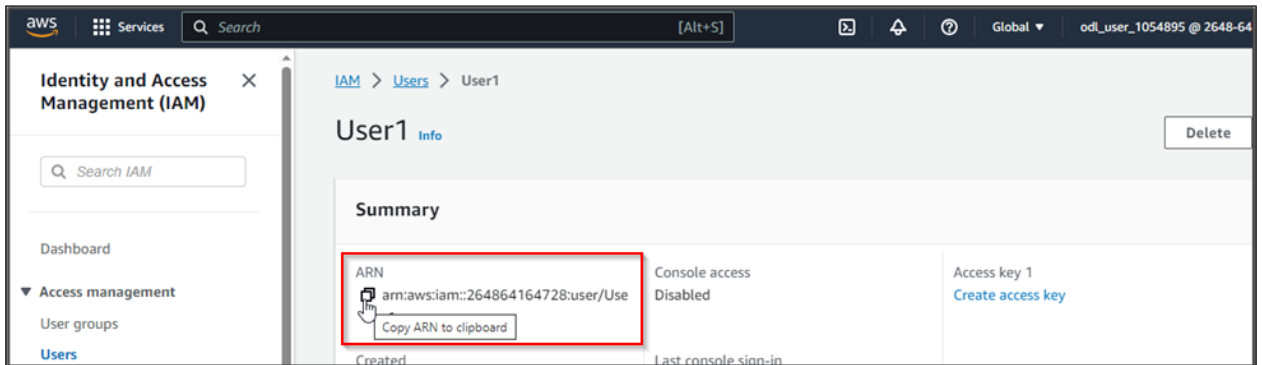 aws Services Search [Alt+S] Global odl_user_1054895 @ 2648-64
Identity and Access
Management (IAM)
Search IAM
Dashboard
Access management
User groups
Users
IAM > Users > User1
User1 Info
Delete
Summary
ARN
arn:aws:iam::264864164728:user/Use
Copy ARN to clipboard
Console access
Disabled
Access key 1
Create access key
Created
Last console sign-in